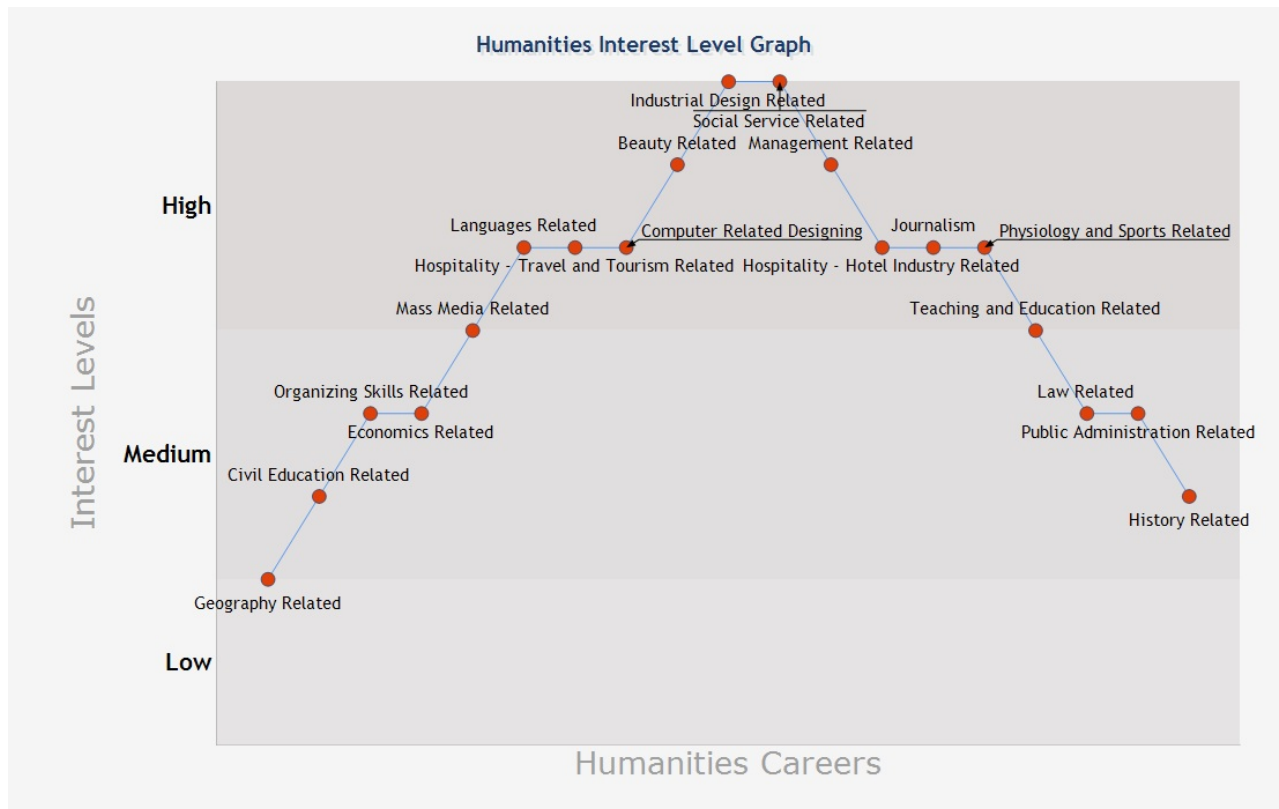 Humanities Interest Level Graph
Industrial Design Related
Social Service Related
Beauty Related
Management Related
High
Languages Related
Computer Related Designing
Journalism
Physiology and Sports Related
Hospitality - Travel and Tourism Related
Hospitality - Hotel Industry Related
Mass Media Related
Teaching and Education Related
Interest Levels
Organizing Skills Related
Law Related
Economics Related
Public Administration Related
Medium
Civil Education Related
History Related
Geography Related
Low
Humanities Careers